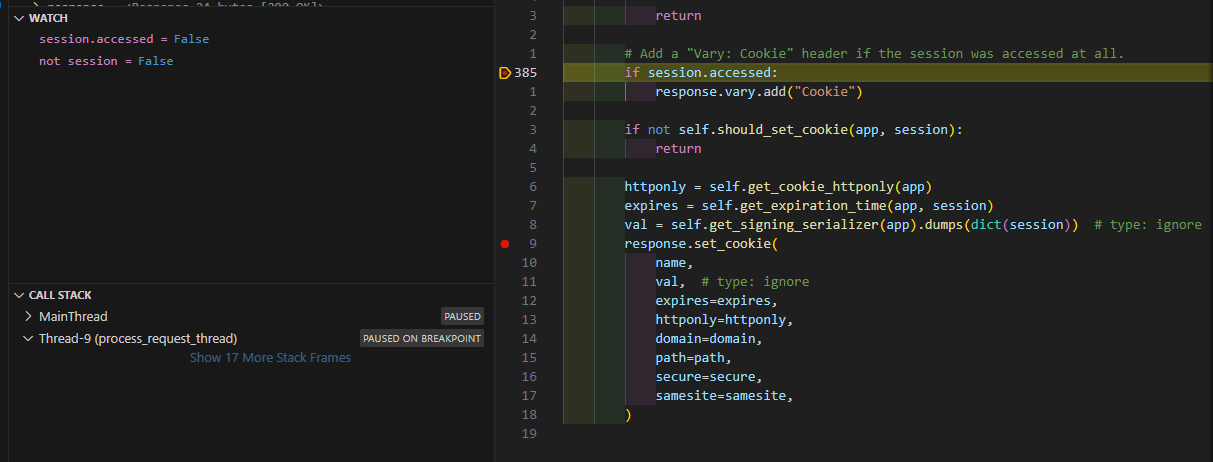 response = <Response 24 bytes [200 OK]>
WATCH
session.accessed = False
not session = False
CALL STACK
MainThread PAUSED
Thread-9 (process_request_thread) PAUSED ON BREAKPOINT
Show 17 More Stack Frames
3 return
2
1 # Add a "Vary: Cookie" header if the session was accessed at all.
385 if session.accessed:
1 response.vary.add("Cookie")
2
3 if not self.should_set_cookie(app, session):
4 return
5
6 httponly = self.get_cookie_httponly(app)
7 expires = self.get_expiration_time(app, session)
8 val = self.get_signing_serializer(app).dumps(dict(session))  # type: ignore
9 response.set_cookie(
10 name,
11 val,  # type: ignore
12 expires=expires,
13 httponly=httponly,
14 domain=domain,
15 path=path,
16 secure=secure,
17 samesite=samesite,
18 )
19